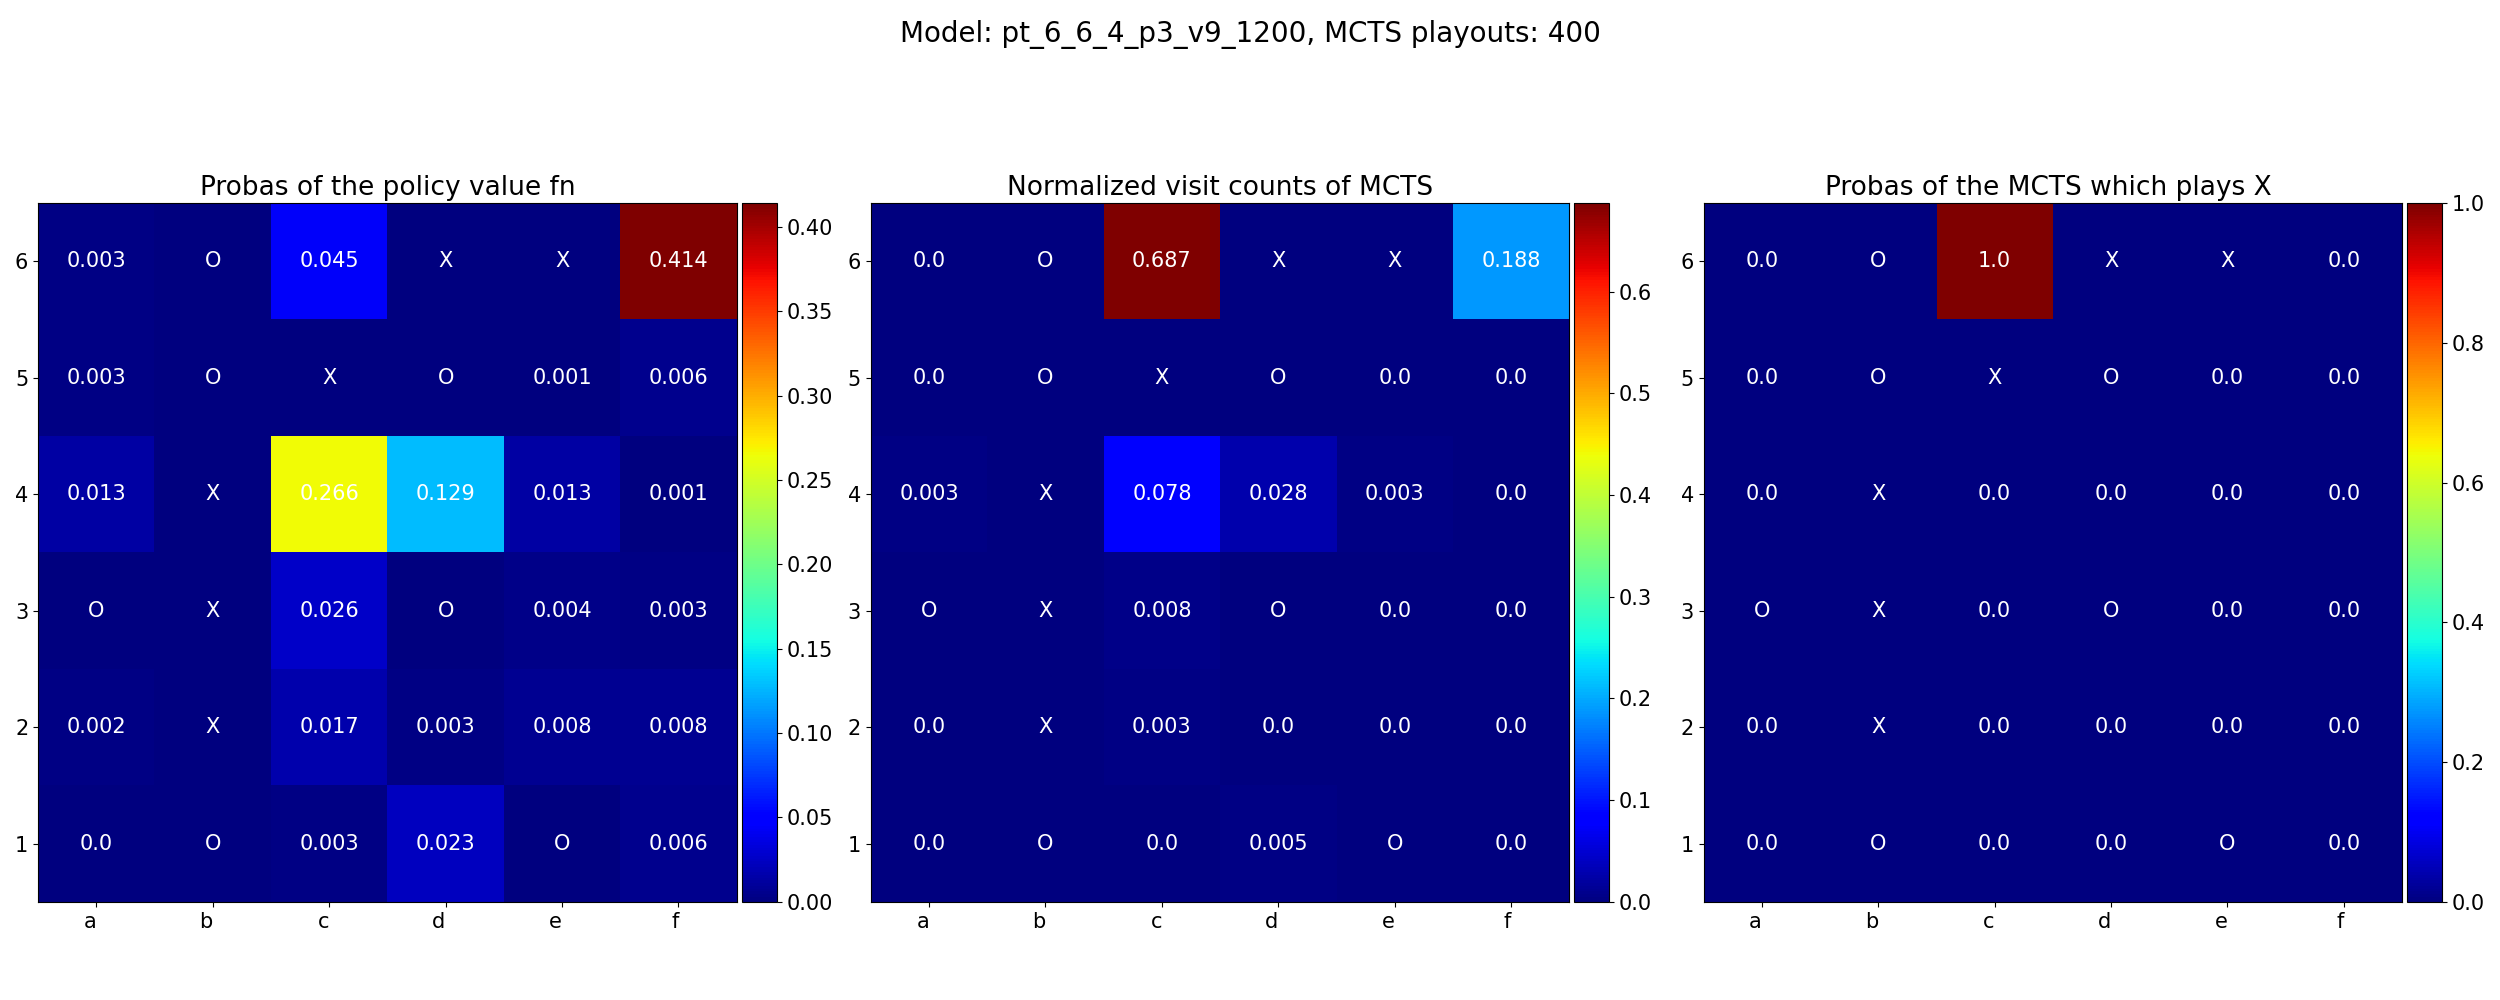 Model: pt_6_6_4_p3_v9_1200, MCTS playouts: 400
Probas of the policy value fn
6 0.003 O 0.045 X X 0.414
5 0.003 O X O 0.001 0.006
4 0.013 X 0.266 0.129 0.013 0.001
3 O X 0.026 O 0.004 0.003
2 0.002 X 0.017 0.003 0.008 0.008
1 0.0 O 0.003 0.023 O 0.006
a b c d e f
0.40
0.35
0.30
0.25
0.20
0.15
0.10
0.05
0.00
Normalized visit counts of MCTS
6 0.0 O 0.687 X X 0.188
5 0.0 O X O 0.0 0.0
4 0.003 X 0.078 0.028 0.003 0.0
3 O X 0.008 O 0.0 0.0
2 0.0 X 0.003 0.0 0.0 0.0
1 0.0 O 0.0 0.005 O 0.0
a b c d e f
0.6
0.5
0.4
0.3
0.2
0.1
0.0
Probas of the MCTS which plays X
6 0.0 O 1.0 X X 0.0
5 0.0 O X O 0.0 0.0
4 0.0 X 0.0 0.0 0.0 0.0
3 O X 0.0 O 0.0 0.0
2 0.0 X 0.0 0.0 0.0 0.0
1 0.0 O 0.0 0.0 O 0.0
a b c d e f
1.0
0.8
0.6
0.4
0.2
0.0